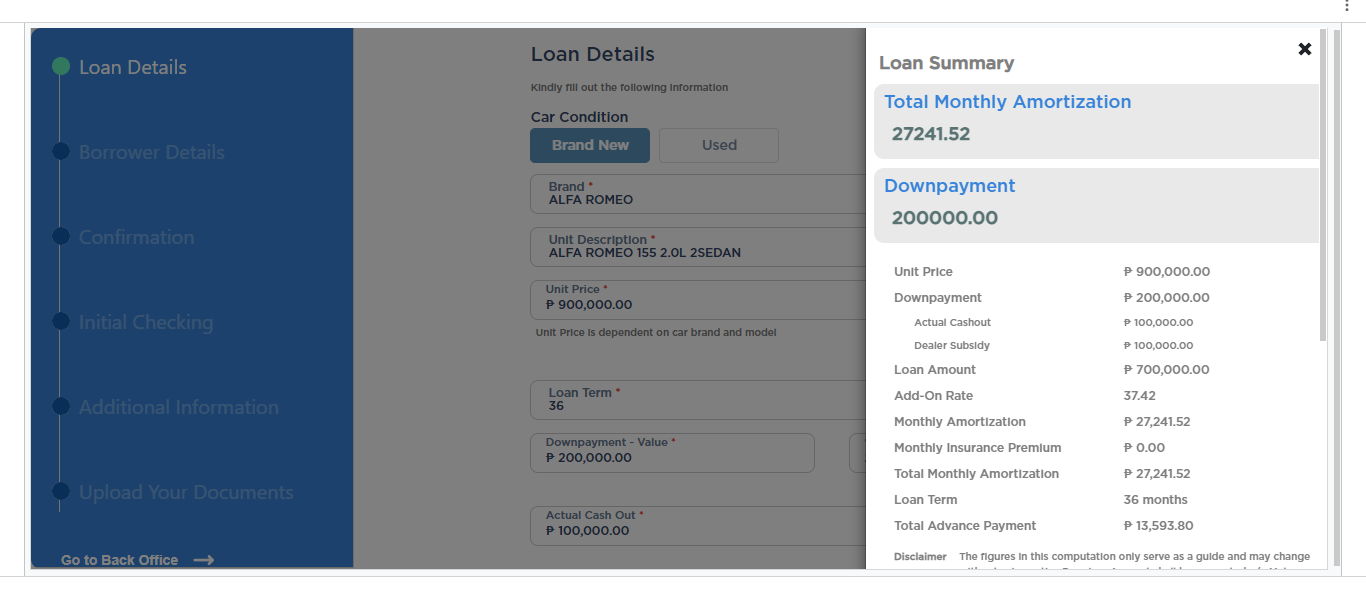 Loan Details
Borrower Details
Confirmation
Initial Checking
Additional Information
Upload Your Documents
Go to Back Office
Loan Details
Kindly fill out the following information
Car Condition
Brand New
Used
Brand *
ALFA ROMEO
Unit Description *
ALFA ROMEO 155 2.0L 2SEDAN
Unit Price *
₱ 900,000.00
Unit Price is dependent on car brand and model
Loan Term *
36
Downpayment - Value *
₱ 200,000.00
Actual Cash Out *
₱ 100,000.00
Loan Summary
Total Monthly Amortization
27241.52
Downpayment
200000.00
Unit Price ₱ 900,000.00
Downpayment ₱ 200,000.00
Actual Cashout ₱ 100,000.00
Dealer Subsidy ₱ 100,000.00
Loan Amount ₱ 700,000.00
Add-On Rate 37.42
Monthly Amortization ₱ 27,241.52
Monthly Insurance Premium ₱ 0.00
Total Monthly Amortization ₱ 27,241.52
Loan Term 36 months
Total Advance Payment ₱ 13,593.80
Disclaimer The figures in this computation only serve as a guide and may change